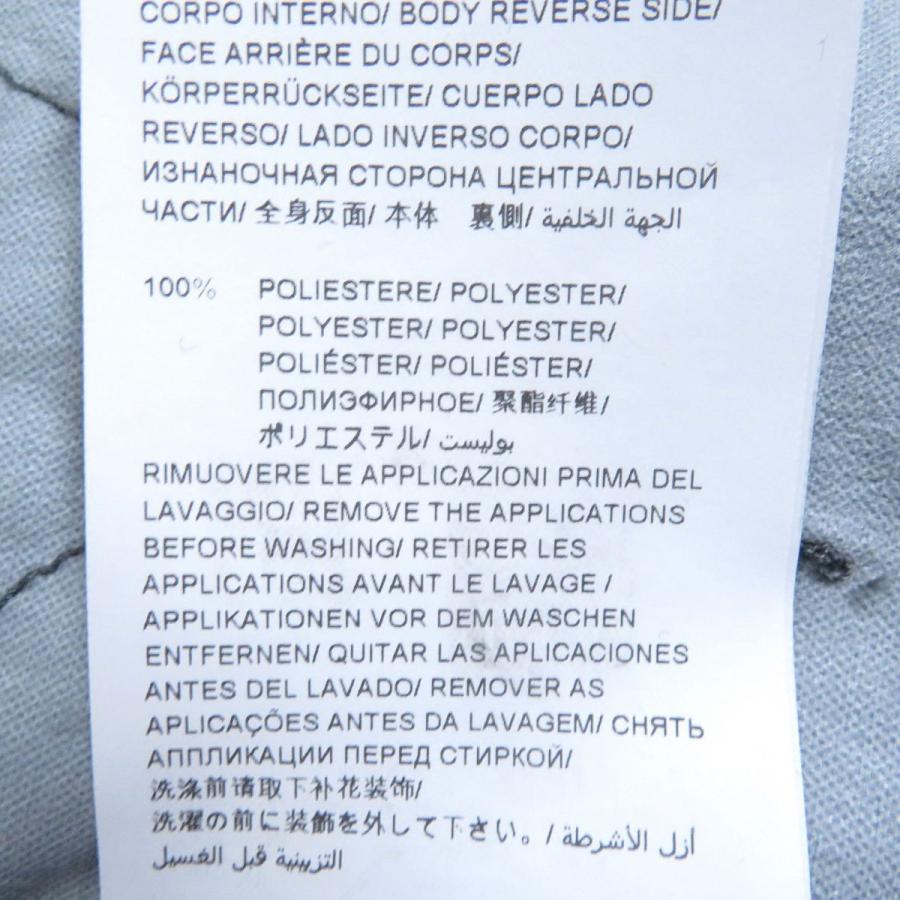 CORPO INTERNO/ BODY REVERSE SIDE/
FACE ARRIÈRE DU CORPS/
KÖRPERRÜCKSEITE/ CUERPO LADO
REVERSO/ LADO INVERSO CORPO/
ИЗНАНОЧНАЯ СТОРОНА ЦЕНТРАЛЬНОЙ
ЧАСТИ/ 全身反面/ 本体　裏側/ الجهة الخلفية
100% POLIESTERE/ POLYESTER/
POLYESTER/ POLYESTER/
POLIÉSTER/ POLIÉSTER/
ПОЛИЭФИРНОЕ/ 聚酯纤维/
ポリエステル/ بوليست
RIMUOVERE LE APPLICAZIONI PRIMA DEL
LAVAGGIO/ REMOVE THE APPLICATIONS
BEFORE WASHING/ RETIRER LES
APPLICATIONS AVANT LE LAVAGE /
APPLIKATIONEN VOR DEM WASCHEN
ENTFERNEN/ QUITAR LAS APLICACIONES
ANTES DEL LAVADO/ REMOVER AS
APLICAÇÕES ANTES DA LAVAGEM/ СНЯТЬ
АППЛИКАЦИИ ПЕРЕД СТИРКОЙ/
洗涤前请取下补花装饰/
洗濯の前に装飾を外して下さい。/ أزل الأشرطة
التزيينية قبل الغسيل